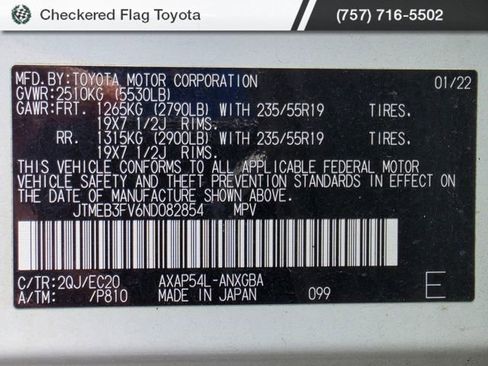 Checkered Flag Toyota (757) 716-5502
MFD.BY:TOYOTA MOTOR CORPORATION 01/22
GVWR:2510KG (5530LB)
GAWR:FRT. 1265KG (2790LB) WITH 235/55R19 TIRES.
19X7 1/2J RIMS.
RR. 1315KG (2900LB) WITH 235/55R19 TIRES.
19X7 1/2J RIMS.
THIS VEHICLE CONFORMS TO ALL APPLICABLE FEDERAL MOTOR
VEHICLE SAFETY AND THEFT PREVENTION STANDARDS IN EFFECT ON
THE DATE OF MANUFACTURE SHOWN ABOVE.
JTMEB3FV6ND082854 MPV
C/TR:2QJ/EC20 AXAP54L-ANXGBA
A/TM: /P810 MADE IN JAPAN 099 E